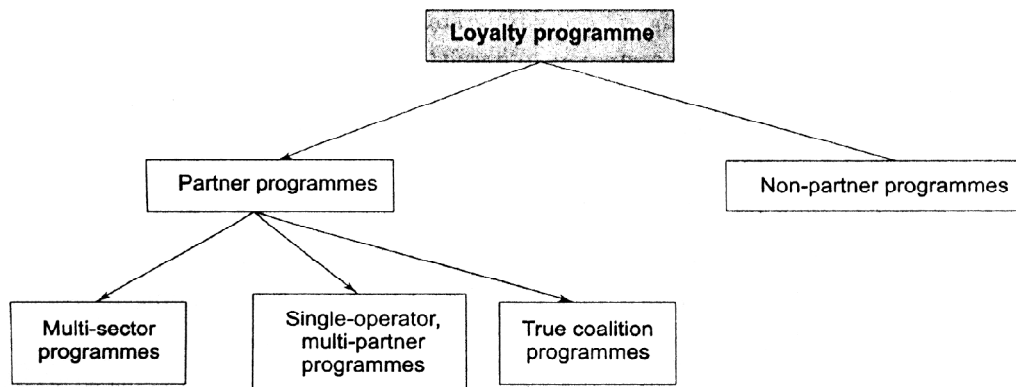 Loyalty programme
Partner programmes
Non-partner programmes
Multi-sector
programmes
Single-operator,
multi-partner
programmes
True coalition
programmes